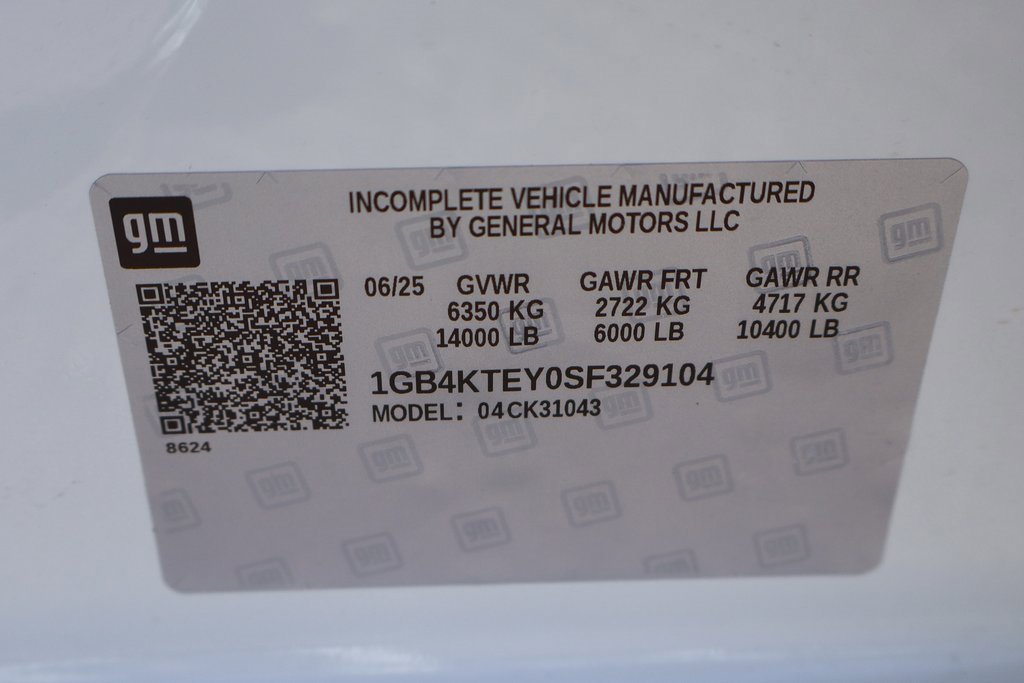 gm
INCOMPLETE VEHICLE MANUFACTURED
BY GENERAL MOTORS LLC
06/25 GVWR GAWR FRT GAWR RR
6350 KG 2722 KG 4717 KG
14000 LB 6000 LB 10400 LB
1GB4KTEY0SF329104
MODEL: 04CK31043
8624